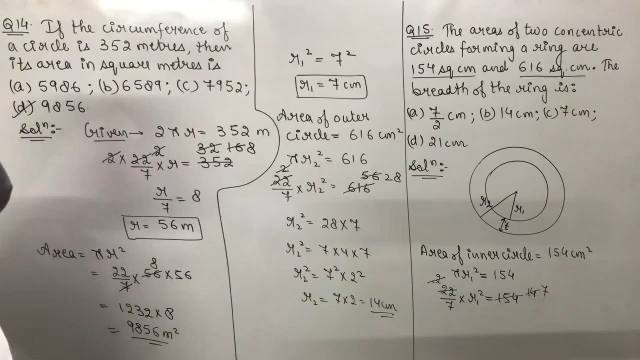 Q14. If the circumference of
a circle is 352 metres, then
its area in square metres is
(a) 5986 ; (b) 6589 ; (c) 7952 ;
(d) 9856
Solⁿ:- Given → 2πr = 352 m
2 × 22/7 × r = 352
r/7 = 8
r = 56 m
Area = πr²
= 22/7 × 56 × 56
= 1232 × 8
= 9856 m²
r₁² = 7²
r₁ = 7 cm
Area of outer
circle = 616 cm²
πr₂² = 616
22/7 × r₂² = 616
r₂² = 28 × 7
r₂² = 7 × 4 × 7
r₂² = 7² × 2²
r₂ = 7 × 2 = 14 cm
Q15. The areas of two concentric
circles forming a ring are
154 sq cm and 616 sq. cm. The
breadth of the ring is:
(a) 7/2 cm ; (b) 14 cm ; (c) 7 cm ;
(d) 21 cm
Solⁿ:-
r₂ r₁
t
Area of inner circle = 154 cm²
πr₁² = 154
22/7 × r₁² = 154